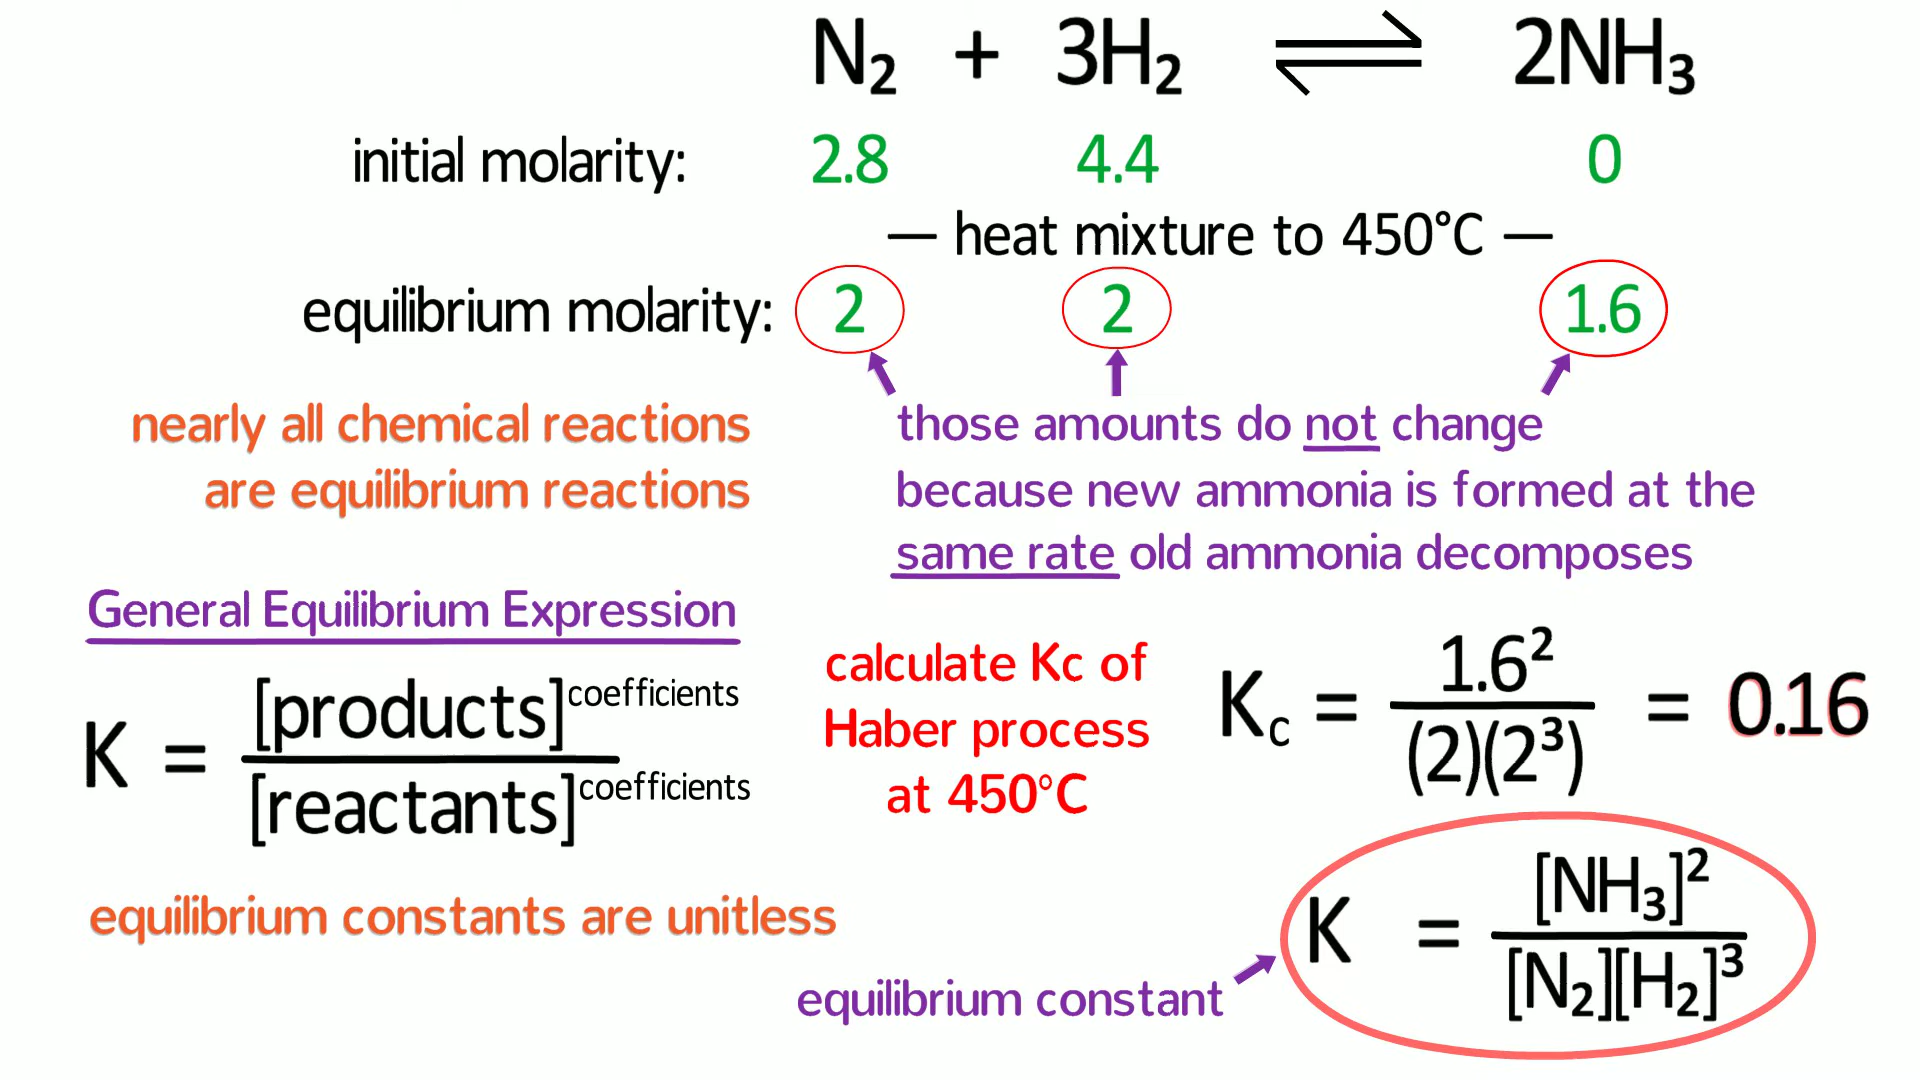 N₂ + 3H₂ ⇌ 2NH₃
initial molarity: 2.8 4.4 0
— heat mixture to 450°C —
equilibrium molarity: 2 2 1.6
nearly all chemical reactions
are equilibrium reactions
those amounts do not change
because new ammonia is formed at the
same rate old ammonia decomposes
General Equilibrium Expression
K = [products]^coefficients / [reactants]^coefficients
equilibrium constants are unitless
calculate Kc of
Haber process
at 450°C
K_c = 1.6² / (2)(2³) = 0.16
equilibrium constant
K = [NH₃]² / [N₂][H₂]³